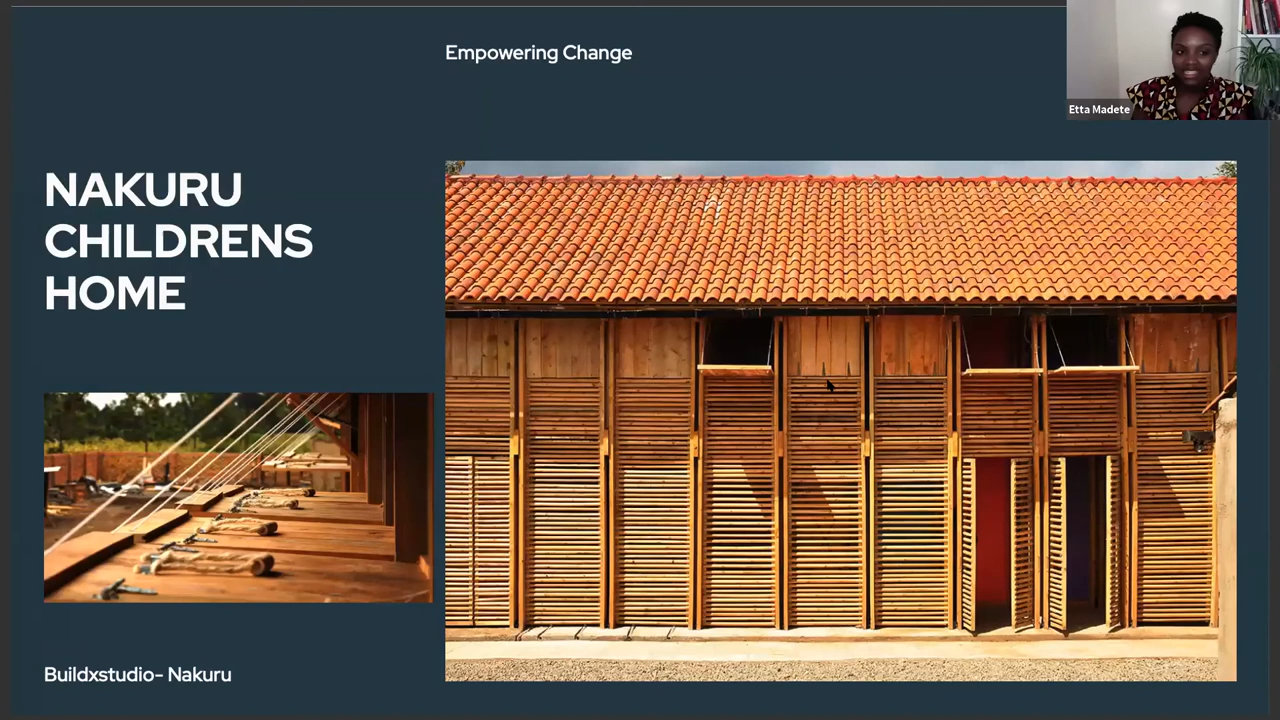 Empowering Change
Etta Madete
NAKURU
CHILDRENS
HOME
Buildxstudio- Nakuru